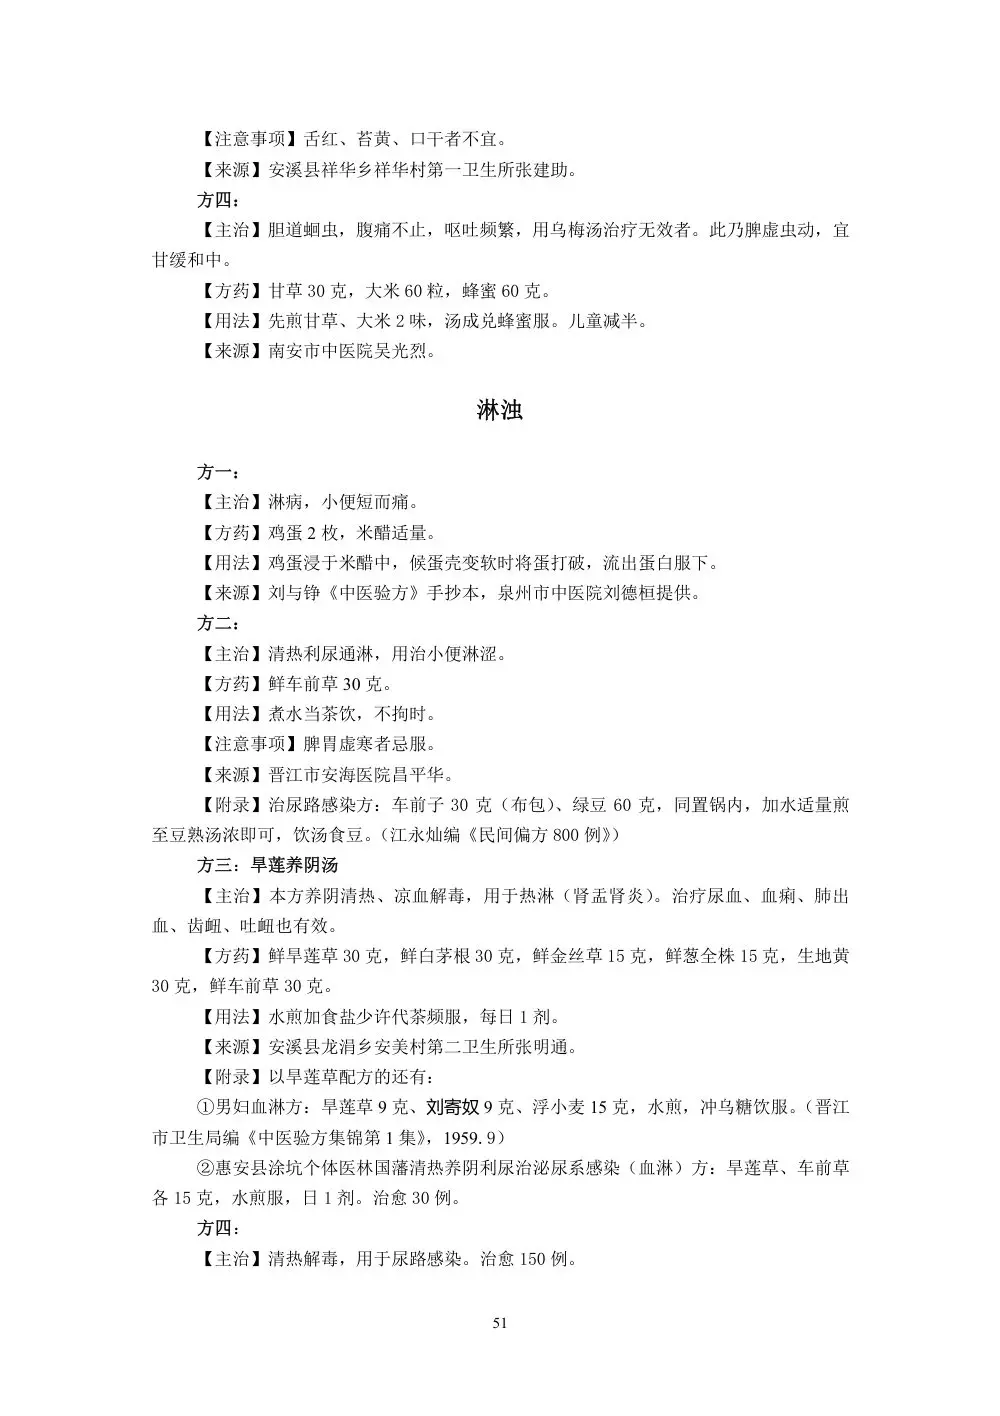 【注意事项】舌红、苔黄、口干者不宜。
【来源】安溪县祥华乡祥华村第一卫生所张建助。
方四：
【主治】胆道蛔虫，腹痛不止，呕吐频繁，用乌梅汤治疗无效者。此乃脾虚虫动，宜
甘缓和中。
【方药】甘草 30 克，大米 60 粒，蜂蜜 60 克。
【用法】先煎甘草、大米 2 味，汤成兑蜂蜜服。儿童减半。
【来源】南安市中医院吴光烈。
淋浊
方一：
【主治】淋病，小便短而痛。
【方药】鸡蛋 2 枚，米醋适量。
【用法】鸡蛋浸于米醋中，候蛋壳变软时将蛋打破，流出蛋白服下。
【来源】刘与铮《中医验方》手抄本，泉州市中医院刘德桓提供。
方二：
【主治】清热利尿通淋，用治小便淋涩。
【方药】鲜车前草 30 克。
【用法】煮水当茶饮，不拘时。
【注意事项】脾胃虚寒者忌服。
【来源】晋江市安海医院昌平华。
【附录】治尿路感染方：车前子 30 克（布包）、绿豆 60 克，同置锅内，加水适量煎
至豆熟汤浓即可，饮汤食豆。（江永灿编《民间偏方 800 例》）
方三：旱莲养阴汤
【主治】本方养阴清热、凉血解毒，用于热淋（肾盂肾炎）。治疗尿血、血痢、肺出
血、齿衄、吐衄也有效。
【方药】鲜旱莲草 30 克，鲜白茅根 30 克，鲜金丝草 15 克，鲜葱全株 15 克，生地黄
30 克，鲜车前草 30 克。
【用法】水煎加食盐少许代茶频服，每日 1 剂。
【来源】安溪县龙涓乡安美村第二卫生所张明通。
【附录】以旱莲草配方的还有：
①男妇血淋方：旱莲草 9 克、刘寄奴 9 克、浮小麦 15 克，水煎，冲乌糖饮服。（晋江
市卫生局编《中医验方集锦第 1 集》，1959.9）
②惠安县涂坑个体医林国藩清热养阴利尿治泌尿系感染（血淋）方：旱莲草、车前草
各 15 克，水煎服，日 1 剂。治愈 30 例。
方四：
【主治】清热解毒，用于尿路感染。治愈 150 例。
51